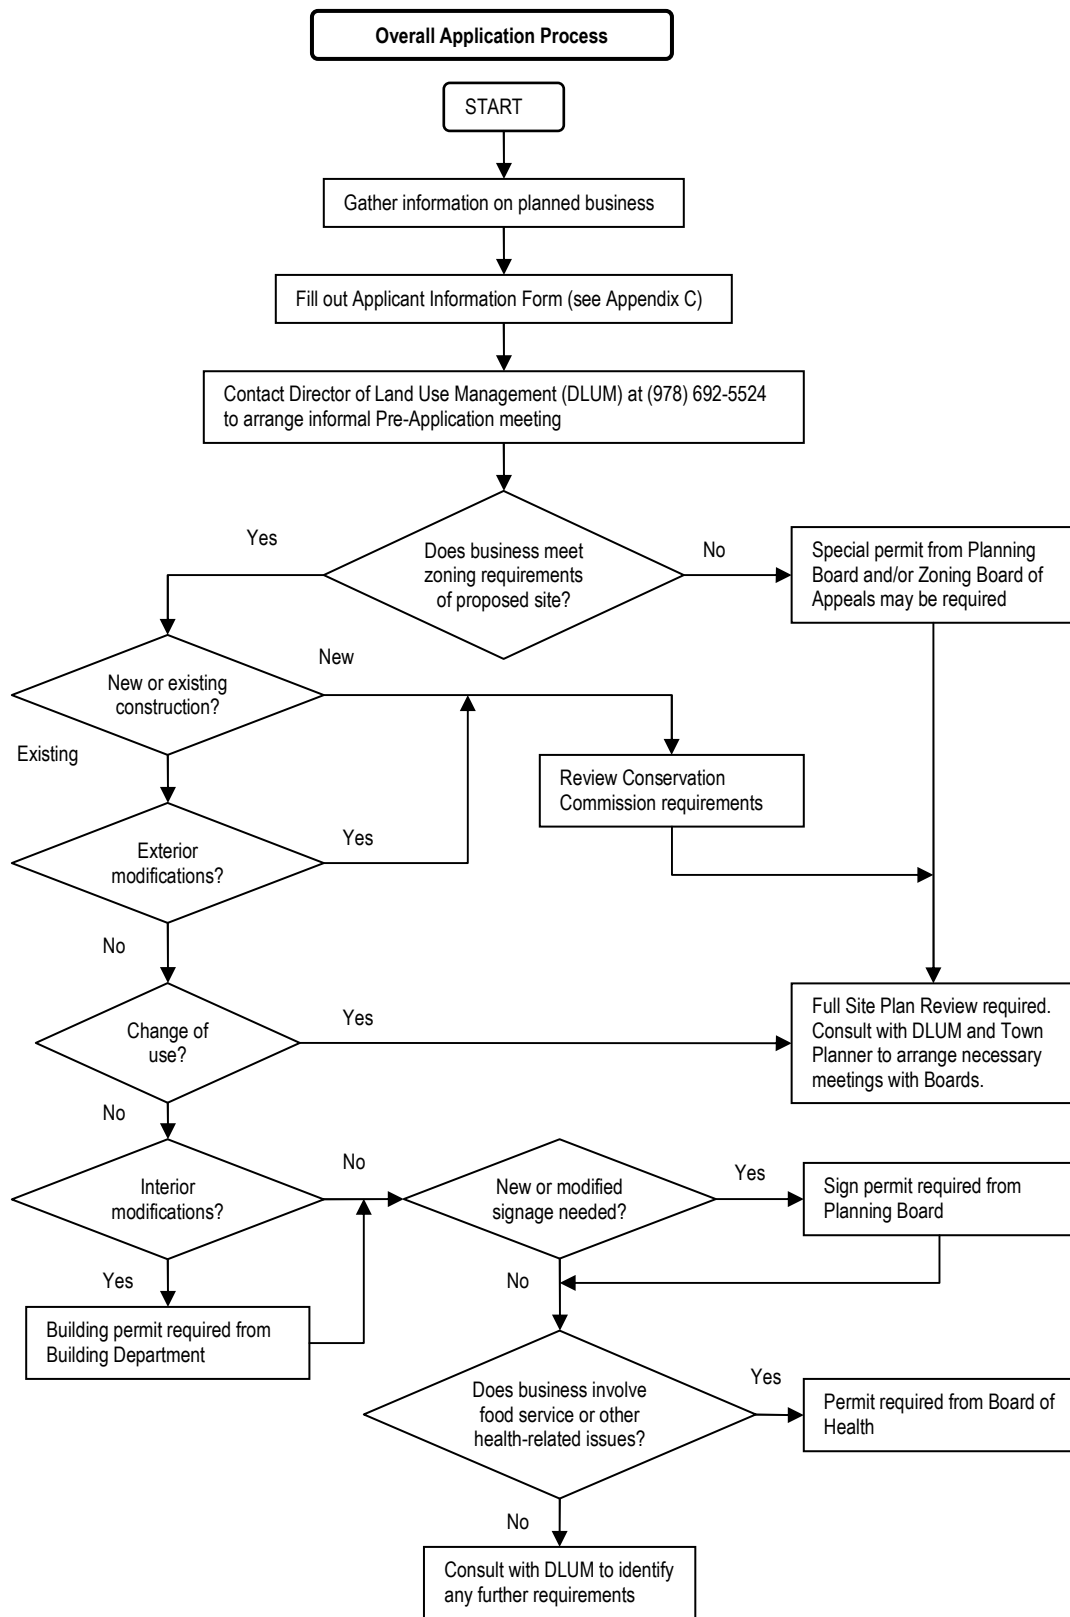 Overall Application Process
START
Gather information on planned business
Fill out Applicant Information Form (see Appendix C)
Contact Director of Land Use Management (DLUM) at (978) 692-5524
to arrange informal Pre-Application meeting
Yes
Does business meet
zoning requirements
of proposed site?
No
Special permit from Planning
Board and/or Zoning Board of
Appeals may be required
New or existing
construction?
New
Existing
Review Conservation
Commission requirements
Exterior
modifications?
Yes
No
Change of
use?
Yes
Full Site Plan Review required.
Consult with DLUM and Town
Planner to arrange necessary
meetings with Boards.
No
Interior
modifications?
No
New or modified
signage needed?
Yes
Sign permit required from
Planning Board
Yes
No
Building permit required from
Building Department
Does business involve
food service or other
health-related issues?
Yes
Permit required from Board of
Health
No
Consult with DLUM to identify
any further requirements